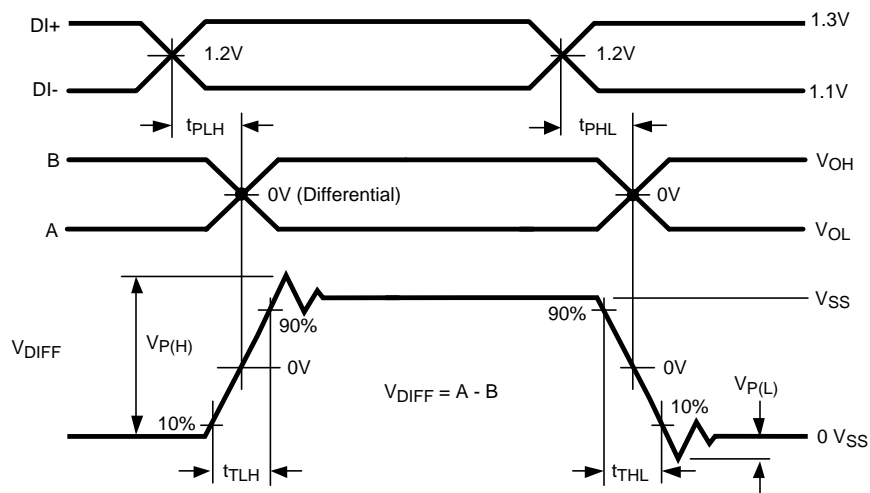 DI+
1.3V
1.2V
1.2V
DI-
1.1V
tPLH
tPHL
B
VOH
0V (Differential)
0V
A
VOL
VSS
90%
90%
VDIFF
VP(H)
0V
0V
VP(L)
VDIFF = A - B
10%
10%
0 VSS
tTLH
tTHL